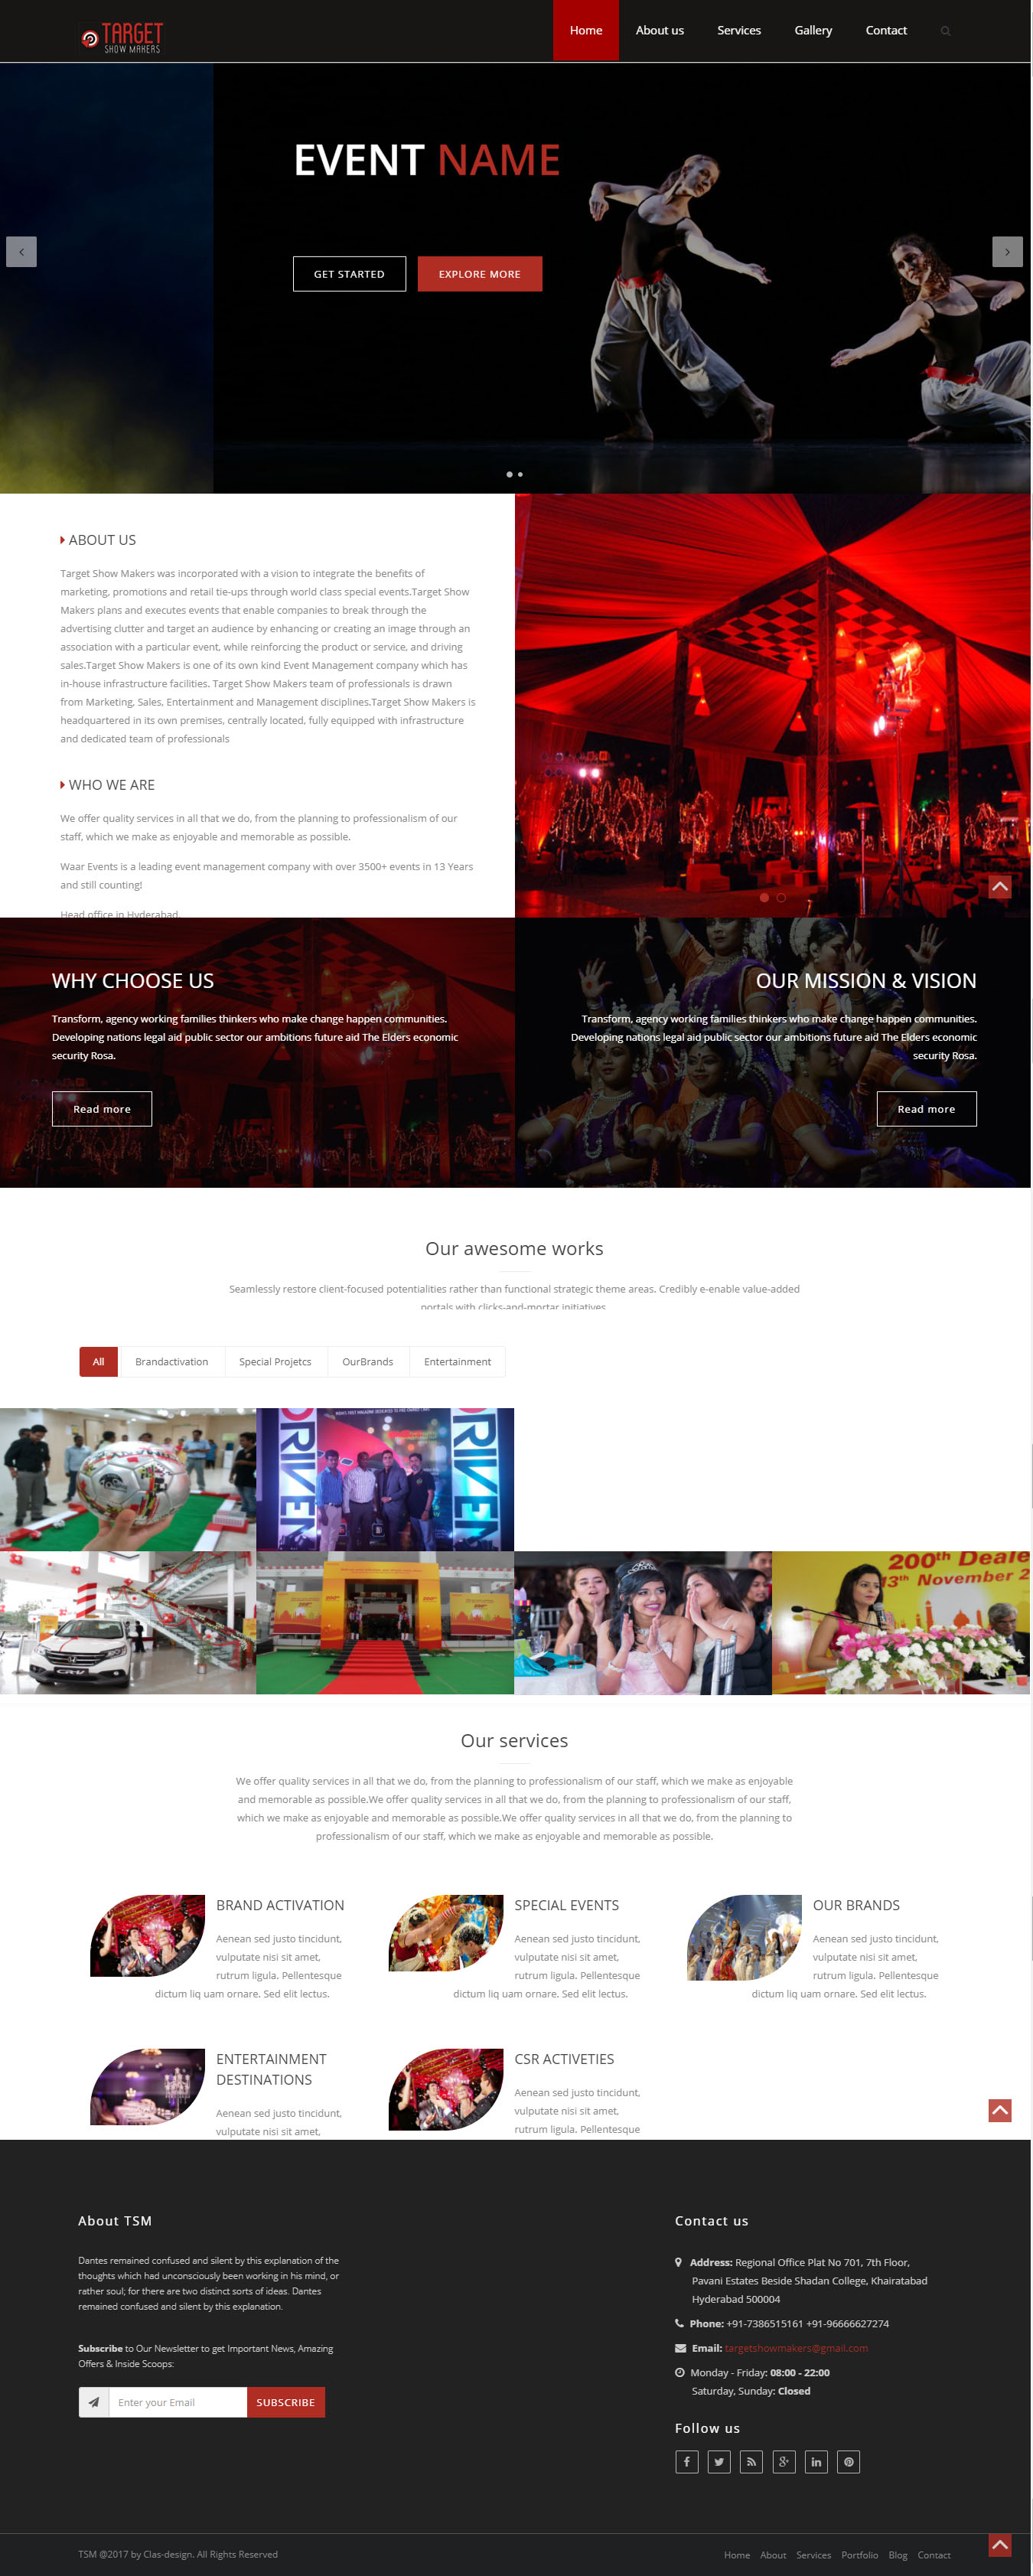 TARGET
SHOW MAKERS
Home
About us
Services
Gallery
Contact
EVENT NAME
GET STARTED
EXPLORE MORE
ABOUT US
Target Show Makers was incorporated with a vision to integrate the benefits of
marketing, promotions and retail tie-ups through world class special events.Target Show
Makers plans and executes events that enable companies to break through the
advertising clutter and target an audience by enhancing or creating an image through an
association with a particular event, while reinforcing the product or service, and driving
sales.Target Show Makers is one of its own kind Event Management company which has
in-house infrastructure facilities. Target Show Makers team of professionals is drawn
from Marketing, Sales, Entertainment and Management disciplines.Target Show Makers is
headquartered in its own premises, centrally located, fully equipped with infrastructure
and dedicated team of professionals
WHO WE ARE
We offer quality services in all that we do, from the planning to professionalism of our
staff, which we make as enjoyable and memorable as possible.
Waar Events is a leading event management company with over 3500+ events in 13 Years
and still counting!
Head office in Hyderabad.
WHY CHOOSE US
Transform, agency working families thinkers who make change happen communities.
Developing nations legal aid public sector our ambitions future aid The Elders economic
security Rosa.
Read more
OUR MISSION & VISION
Transform, agency working families thinkers who make change happen communities.
Developing nations legal aid public sector our ambitions future aid The Elders economic
security Rosa.
Read more
Our awesome works
Seamlessly restore client-focused potentialities rather than functional strategic theme areas. Credibly e-enable value-added
portals with clicks-and-mortar initiatives.
All
Brandactivation
Special Projetcs
OurBrands
Entertainment
DRIVEN
CRV
200th Deale
13th November 2
Our services
We offer quality services in all that we do, from the planning to professionalism of our staff, which we make as enjoyable
and memorable as possible.We offer quality services in all that we do, from the planning to professionalism of our staff,
which we make as enjoyable and memorable as possible.We offer quality services in all that we do, from the planning to
professionalism of our staff, which we make as enjoyable and memorable as possible.
BRAND ACTIVATION
Aenean sed justo tincidunt,
vulputate nisi sit amet,
rutrum ligula. Pellentesque
dictum liq uam ornare. Sed elit lectus.
SPECIAL EVENTS
Aenean sed justo tincidunt,
vulputate nisi sit amet,
rutrum ligula. Pellentesque
dictum liq uam ornare. Sed elit lectus.
OUR BRANDS
Aenean sed justo tincidunt,
vulputate nisi sit amet,
rutrum ligula. Pellentesque
dictum liq uam ornare. Sed elit lectus.
ENTERTAINMENT
DESTINATIONS
Aenean sed justo tincidunt,
vulputate nisi sit amet,
CSR ACTIVETIES
Aenean sed justo tincidunt,
vulputate nisi sit amet,
rutrum ligula. Pellentesque
About TSM
Dantes remained confused and silent by this explanation of the
thoughts which had unconsciously been working in his mind, or
rather soul; for there are two distinct sorts of ideas. Dantes
remained confused and silent by this explanation.
Subscribe to Our Newsletter to get Important News, Amazing
Offers & Inside Scoops:
Enter your Email
SUBSCRIBE
Contact us
Address: Regional Office Plat No 701, 7th Floor,
Pavani Estates Beside Shadan College, Khairatabad
Hyderabad 500004
Phone: +91-7386515161 +91-96666627274
Email: targetshowmakers@gmail.com
Monday - Friday: 08:00 - 22:00
Saturday, Sunday: Closed
Follow us
TSM @2017 by Clas-design. All Rights Reserved
Home
About
Services
Portfolio
Blog
Contact